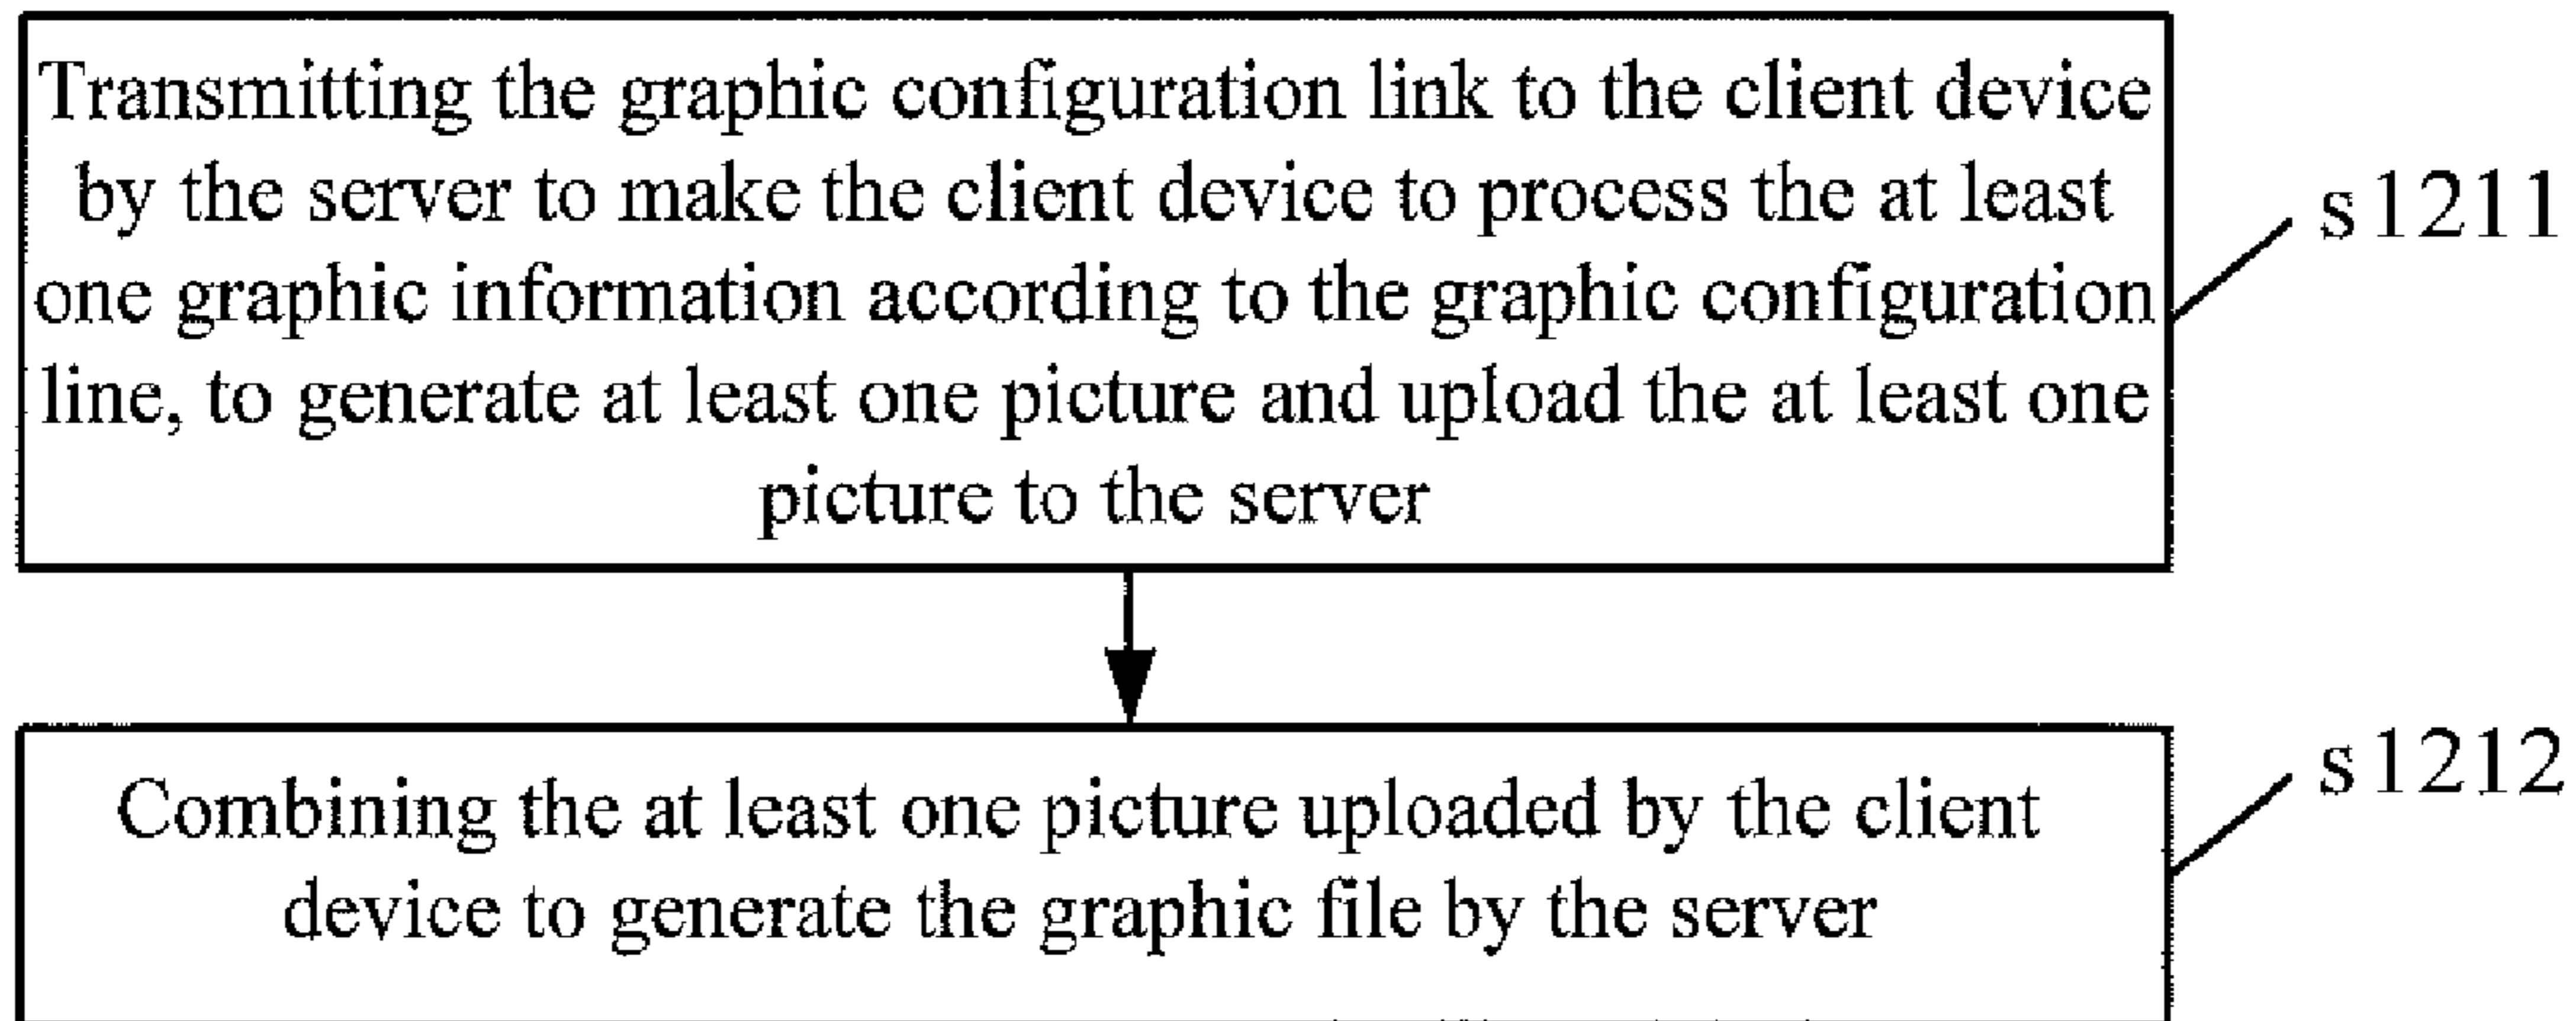 Transmitting the graphic configuration link to the client device
by the server to make the client device to process the at least
one graphic information according to the graphic configuration
line, to generate at least one picture and upload the at least one
picture to the server
s1211
Combining the at least one picture uploaded by the client
device to generate the graphic file by the server
s1212